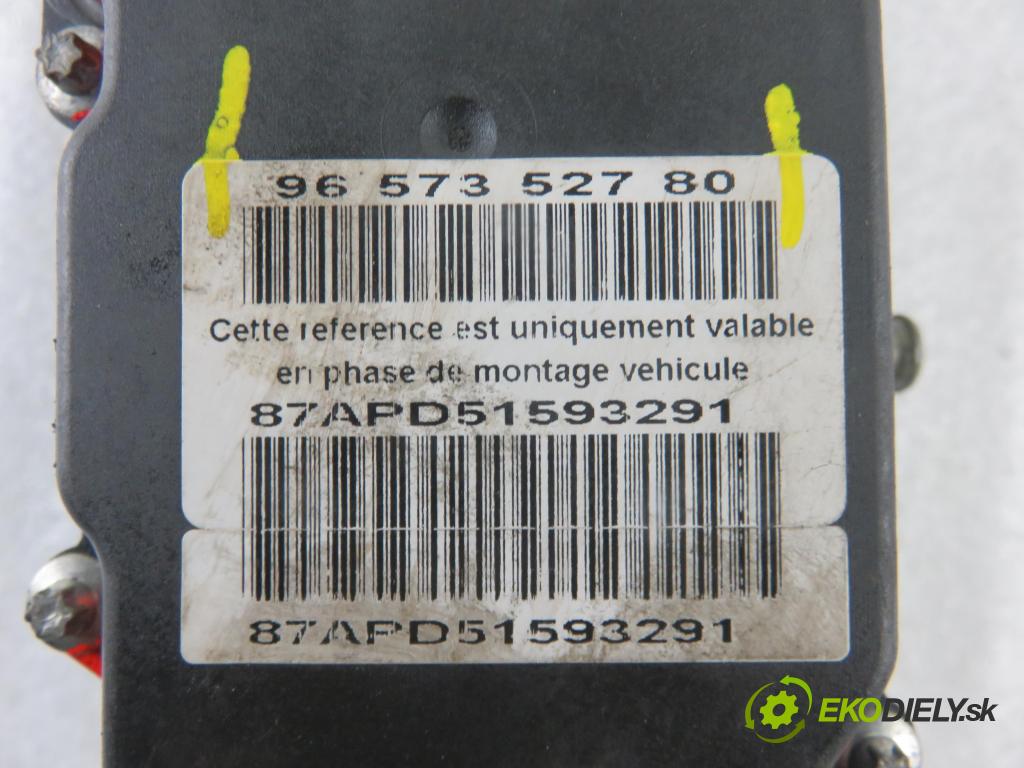 96 573 527 80
Cette reference est uniquement valable
en phase de montage vehicule
87APD51593291
87APD51593291
EKODIELY.sk